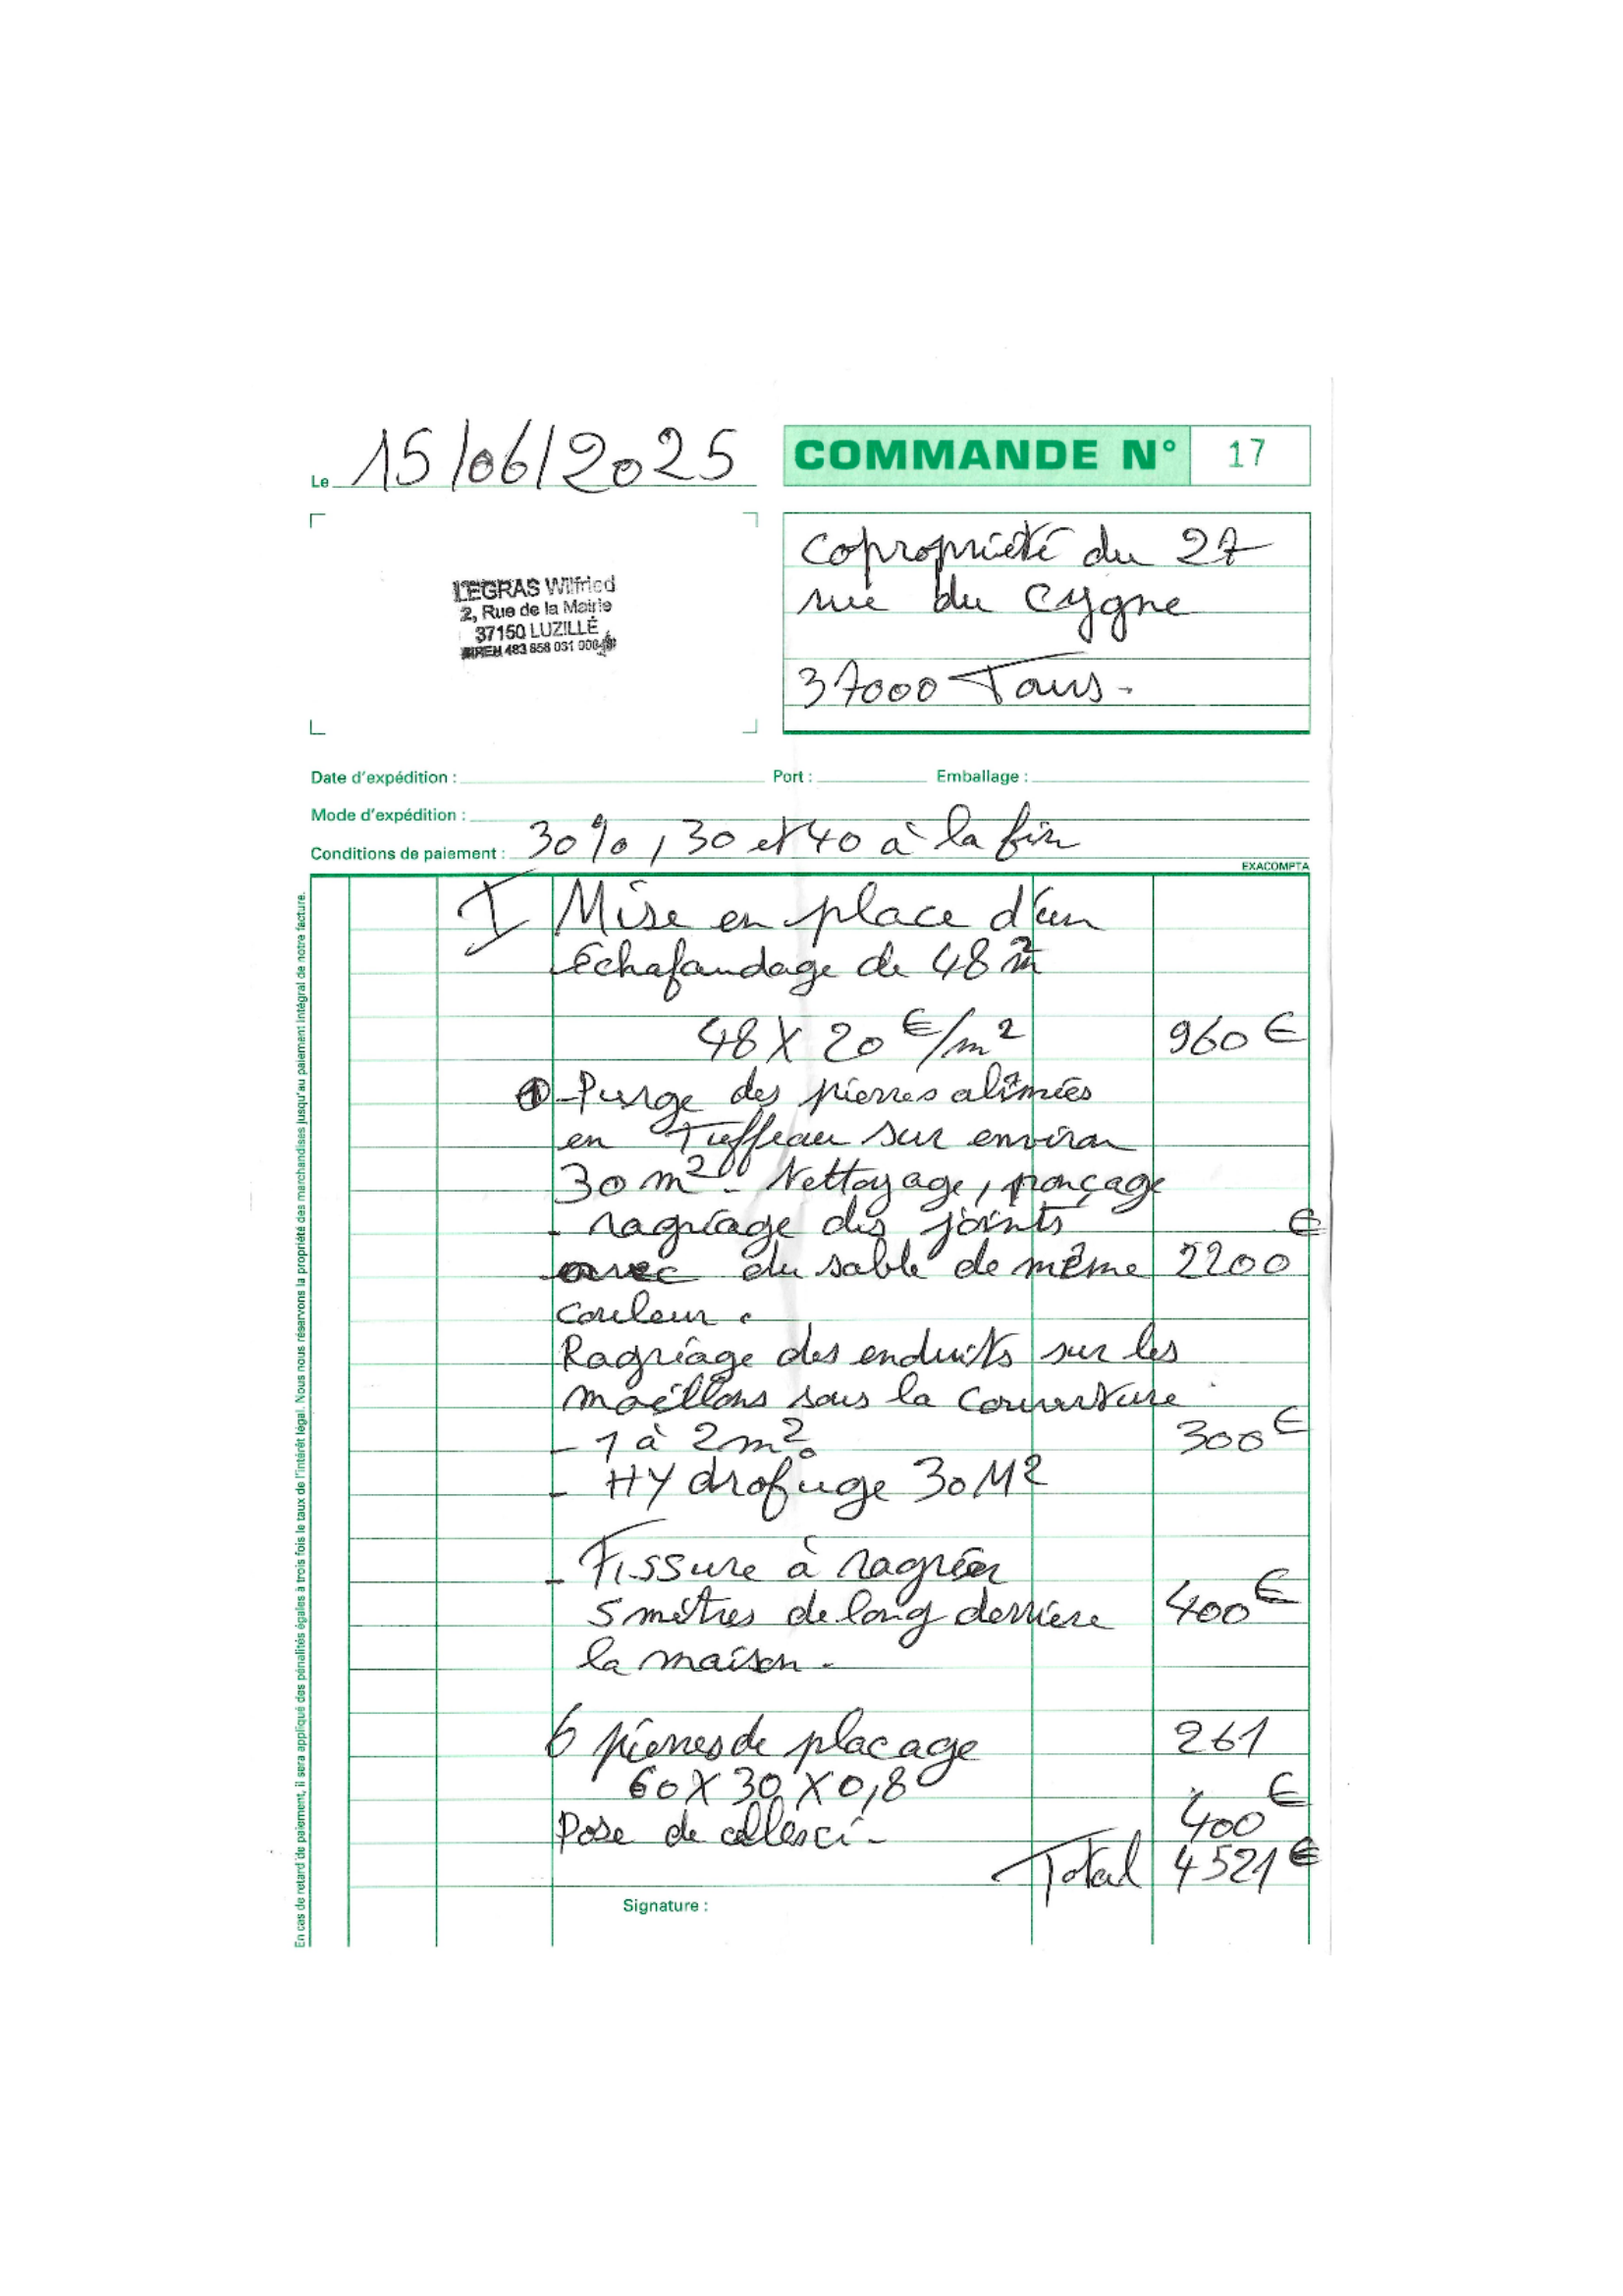 Le 15/06/2025
COMMANDE N° 17
LEGRAS Wilfried
2, Rue de la Mairie
37150 LUZILLÉ
483 858 031
Copropriété du 27
rue du Cygne
37000 Tours.
Date d'expédition : Port : Emballage :
Mode d'expédition :
Conditions de paiement : 30%, 30 et 40 à la fin
EXACOMPTA
I Mise en place d'un
échafaudage de 48 m²
48 X 20 €/m² 960 €
1 - Purge des pierres abîmées
en Tuffeau sur environ
30 m² - Nettoyage, ponçage
- ragréage des joints €
avec du sable de même 2200
couleur.
Ragréage des enduits sur les
moëllons sous la couverture
- 1 à 2 m². 300 €
- HYdrofuge 30 M²
- Fissure à ragréer
5 mètres de long derriere 400 €
la maison -
6 pierres de placage 261
60 X 30 X 0,8 €
Pose de cellesci - 400
Total 4521 €
Signature :
En cas de retard de paiement, il sera appliqué des pénalités égales à trois fois le taux de l'intérêt légal. Nous nous réservons la propriété des marchandises jusqu'au paiement intégral de notre facture.